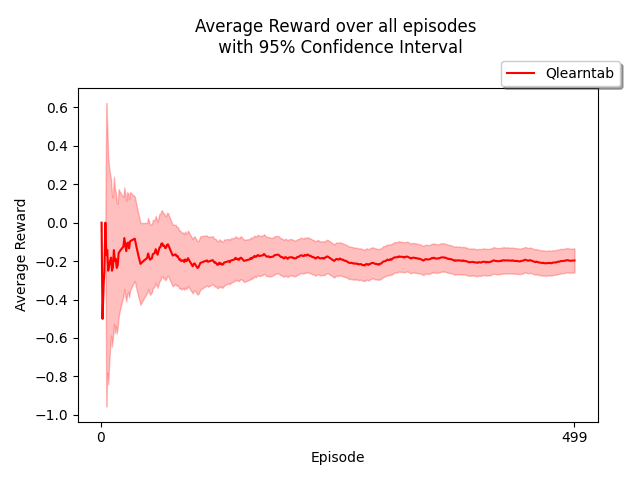 Average Reward over all episodes
with 95% Confidence Interval
Qlearntab
0.6
0.4
0.2
0.0
−0.2
−0.4
−0.6
−0.8
−1.0
Average Reward
0
499
Episode